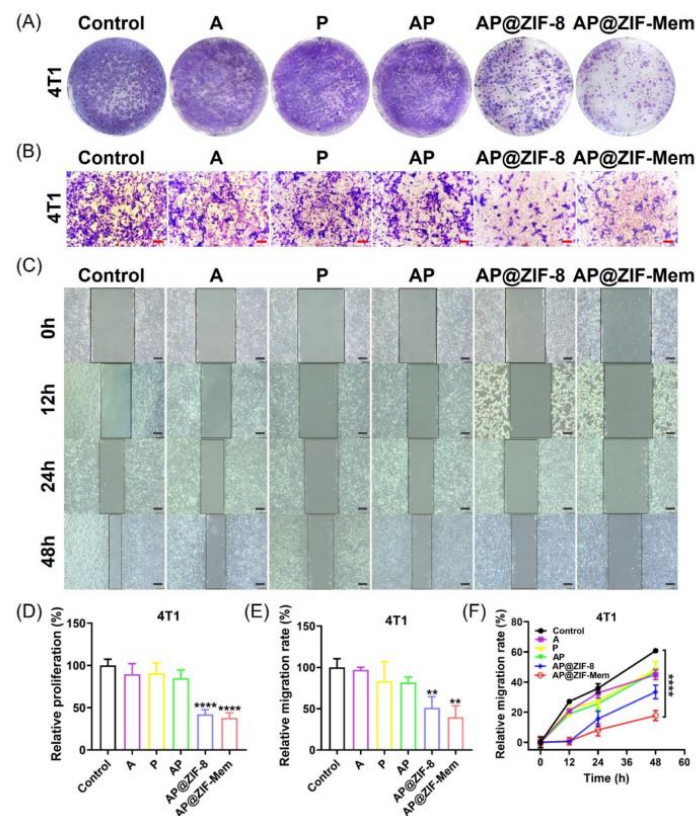 (A)
Control A P AP AP@ZIF-8 AP@ZIF-Mem
4T1
(B)
Control A P AP AP@ZIF-8 AP@ZIF-Mem
4T1
(C)
Control A P AP AP@ZIF-8 AP@ZIF-Mem
0h
12h
24h
48h
(D)
4T1
Relative proliferation (%)
150
100
50
0
**** ****
Control A P AP AP@ZIF-8 AP@ZIF-Mem
(E)
4T1
Relative migration rate (%)
200
150
100
50
0
** **
Control A P AP AP@ZIF-8 AP@ZIF-Mem
(F)
4T1
Relative migration rate (%)
80
60
40
20
0
Control
A
P
AP
AP@ZIF-8
AP@ZIF-Mem
****
0 12 24 36 48 60
Time (h)